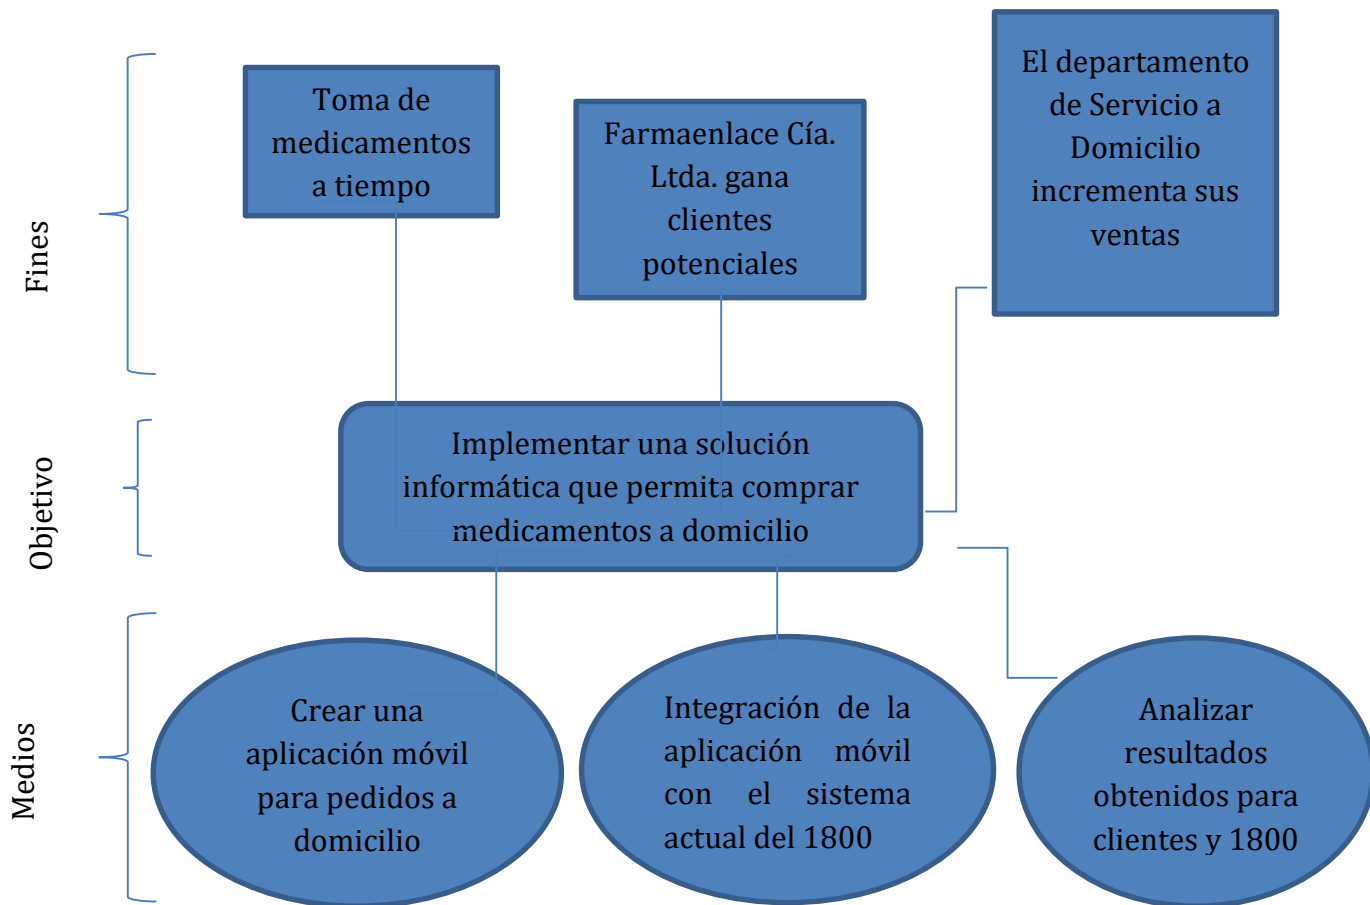 Fines
Toma de
medicamentos
a tiempo
Farmaenlace Cía.
Ltda. gana
clientes
potenciales
El departamento
de Servicio a
Domicilio
incrementa sus
ventas
Objetivo
Implementar una solución
informática que permita comprar
medicamentos a domicilio
Medios
Crear una
aplicación móvil
para pedidos a
domicilio
Integración de la
aplicación móvil
con el sistema
actual del 1800
Analizar
resultados
obtenidos para
clientes y 1800